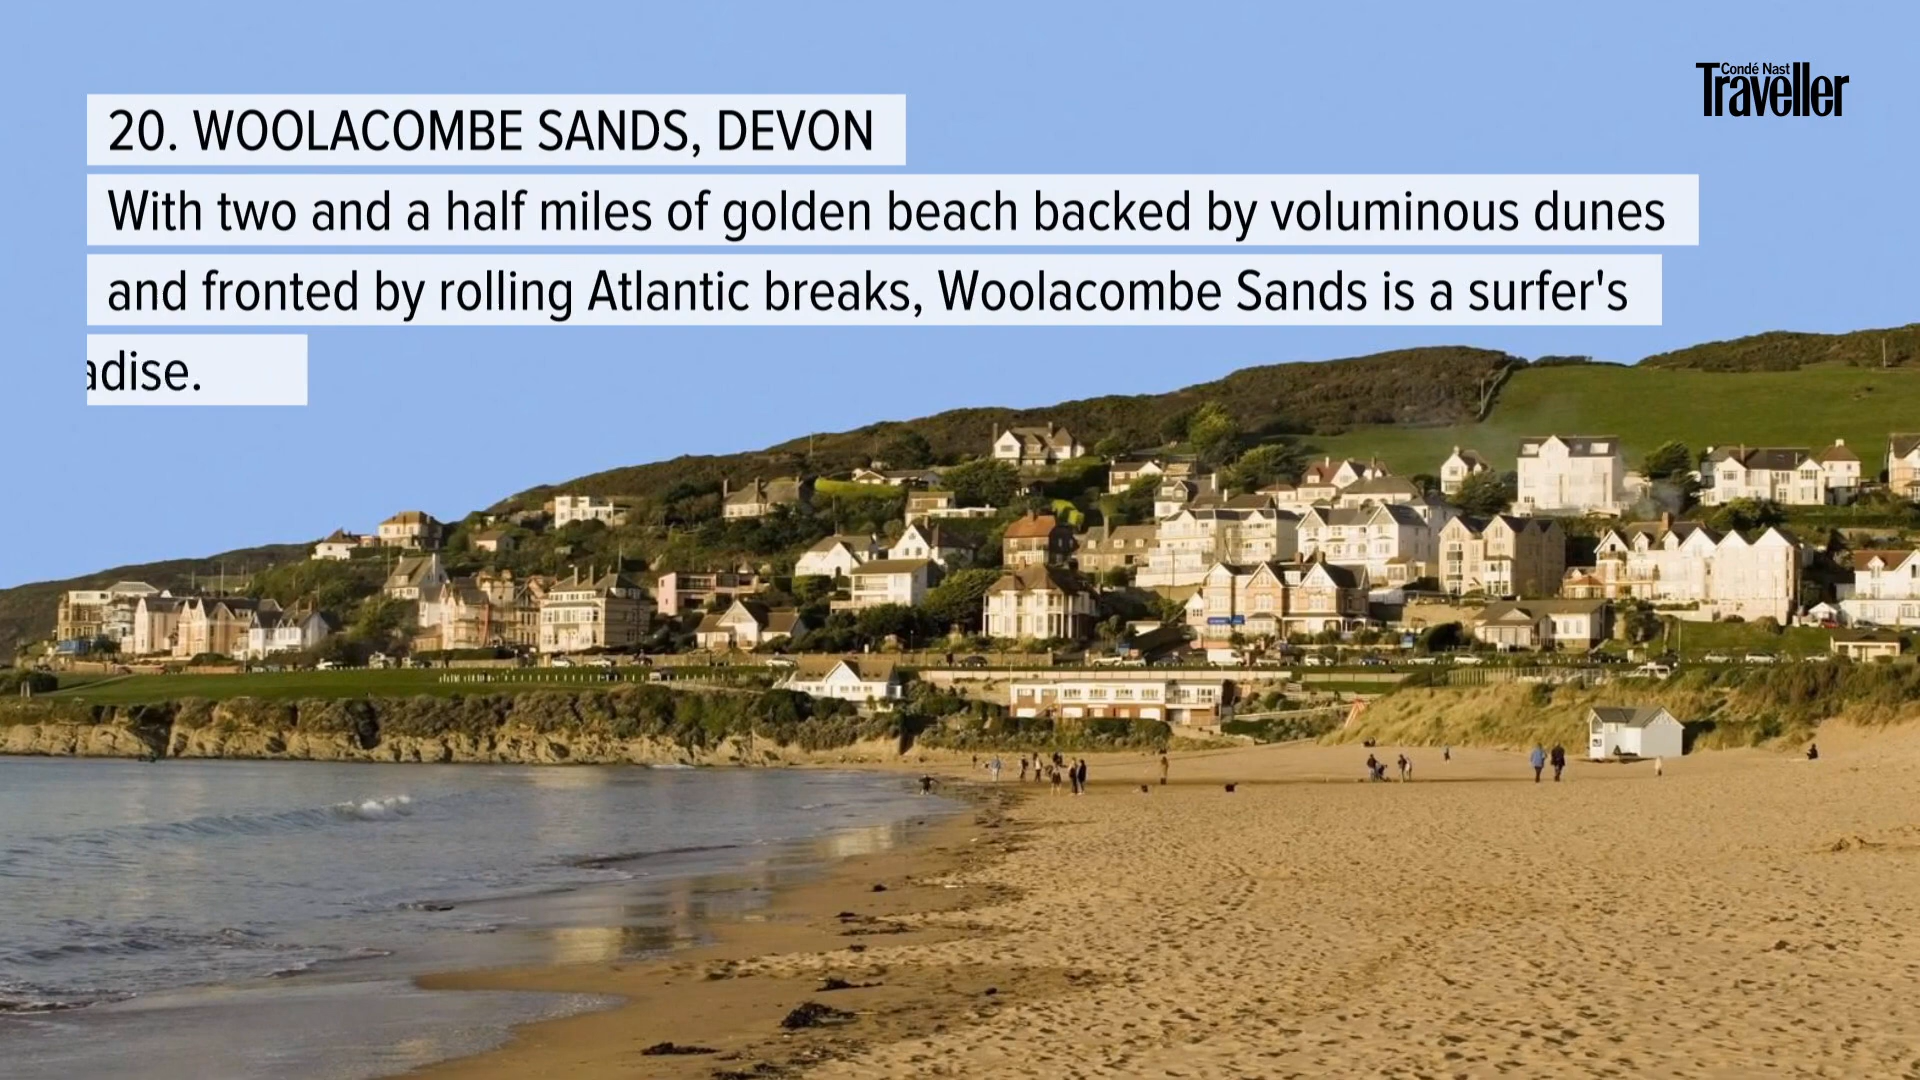 Condé Nast
Traveller
20. WOOLACOMBE SANDS, DEVON
With two and a half miles of golden beach backed by voluminous dunes
and fronted by rolling Atlantic breaks, Woolacombe Sands is a surfer's
adise.